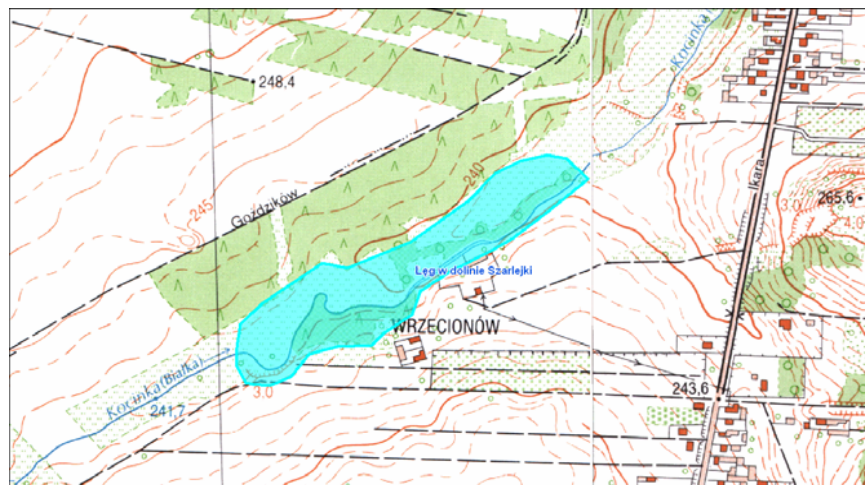 248,4
Kocinka
Ikara
240
265,6
3.0
4.0
245
Goździków
Łęg w dolinie Szarlejki
WRZECIONÓW
Kocinka (Białka)
3.0
241,7
243,6